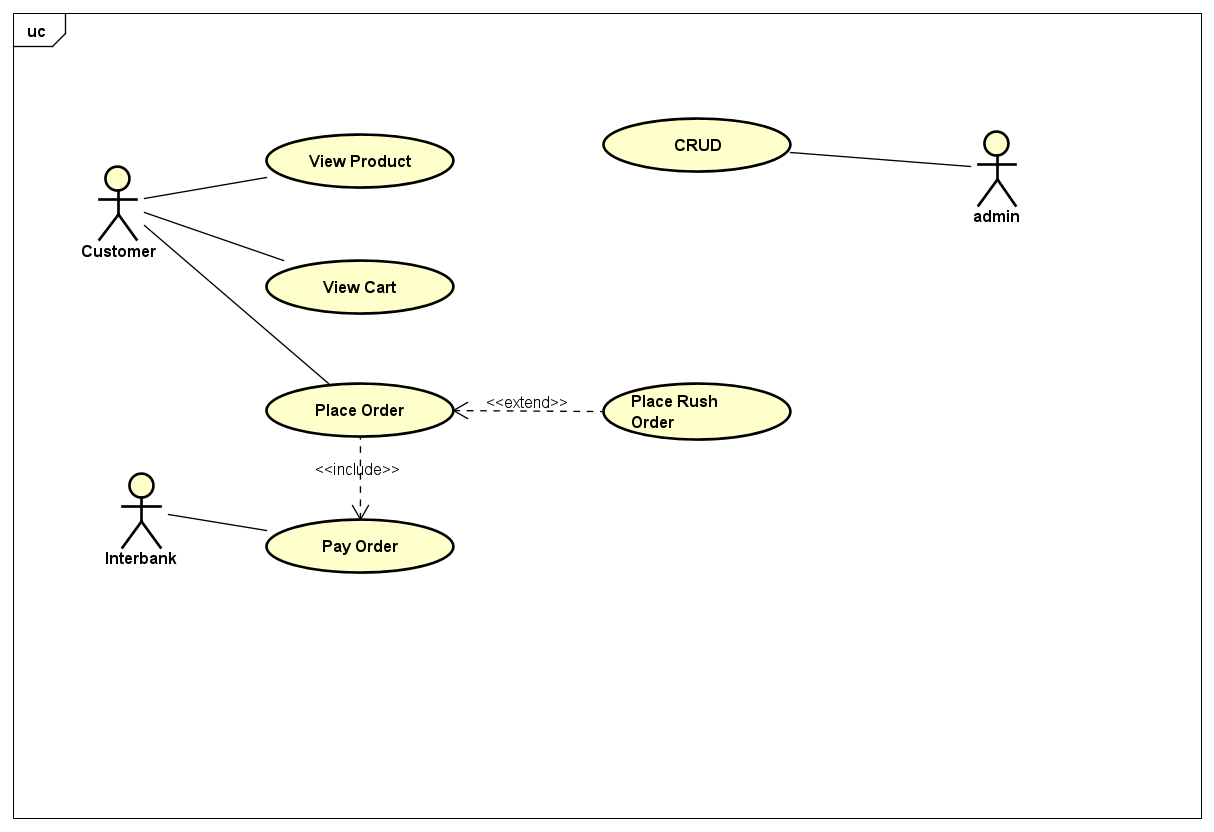 uc
View Product
CRUD
admin
Customer
View Cart
Place Order
<<extend>>
Place Rush
Order
<<include>>
Interbank
Pay Order